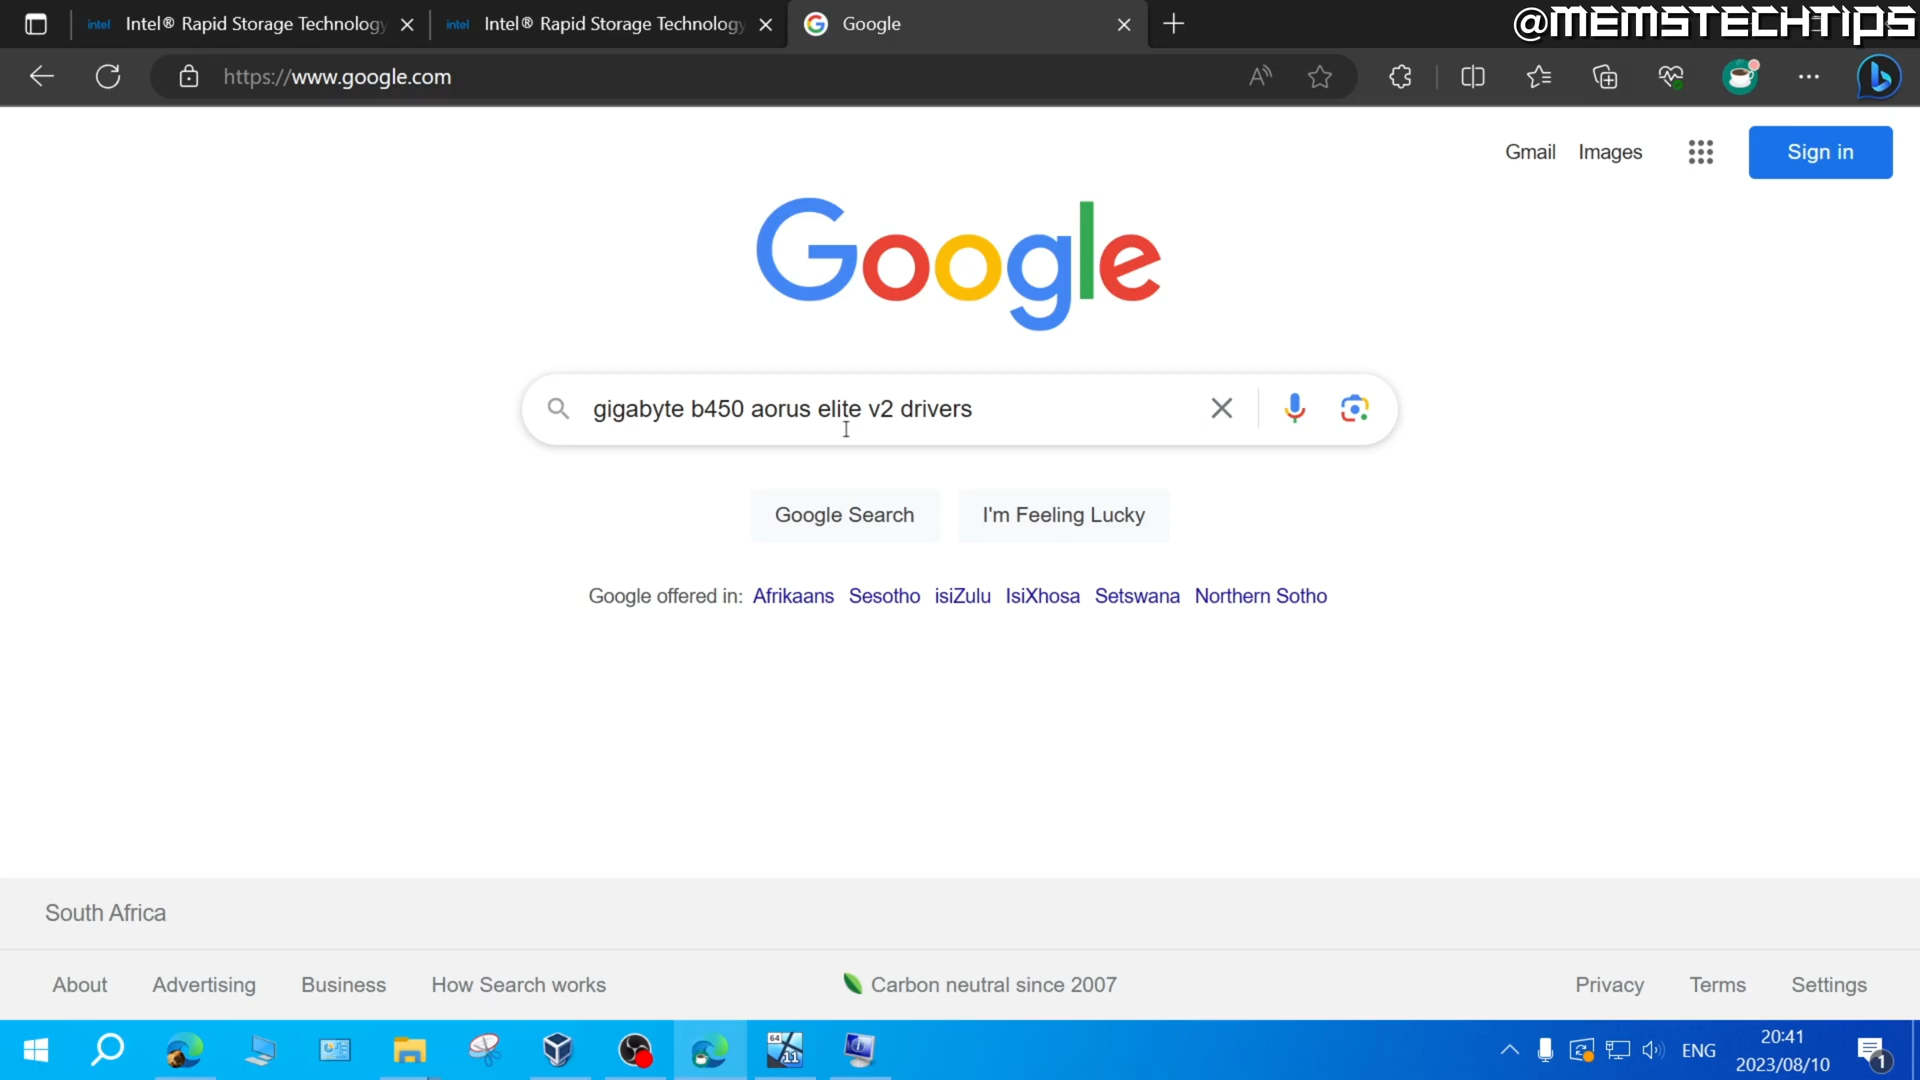 Intel® Rapid Storage Technology
Intel® Rapid Storage Technology
Google
@MEMSTECHTIPS
https://www.google.com
Gmail
Images
Sign in
Google
gigabyte b450 aorus elite v2 drivers
Google Search
I'm Feeling Lucky
Google offered in: Afrikaans Sesotho isiZulu IsiXhosa Setswana Northern Sotho
South Africa
About
Advertising
Business
How Search works
Carbon neutral since 2007
Privacy
Terms
Settings
64
11
ENG
20:41
2023/08/10
1